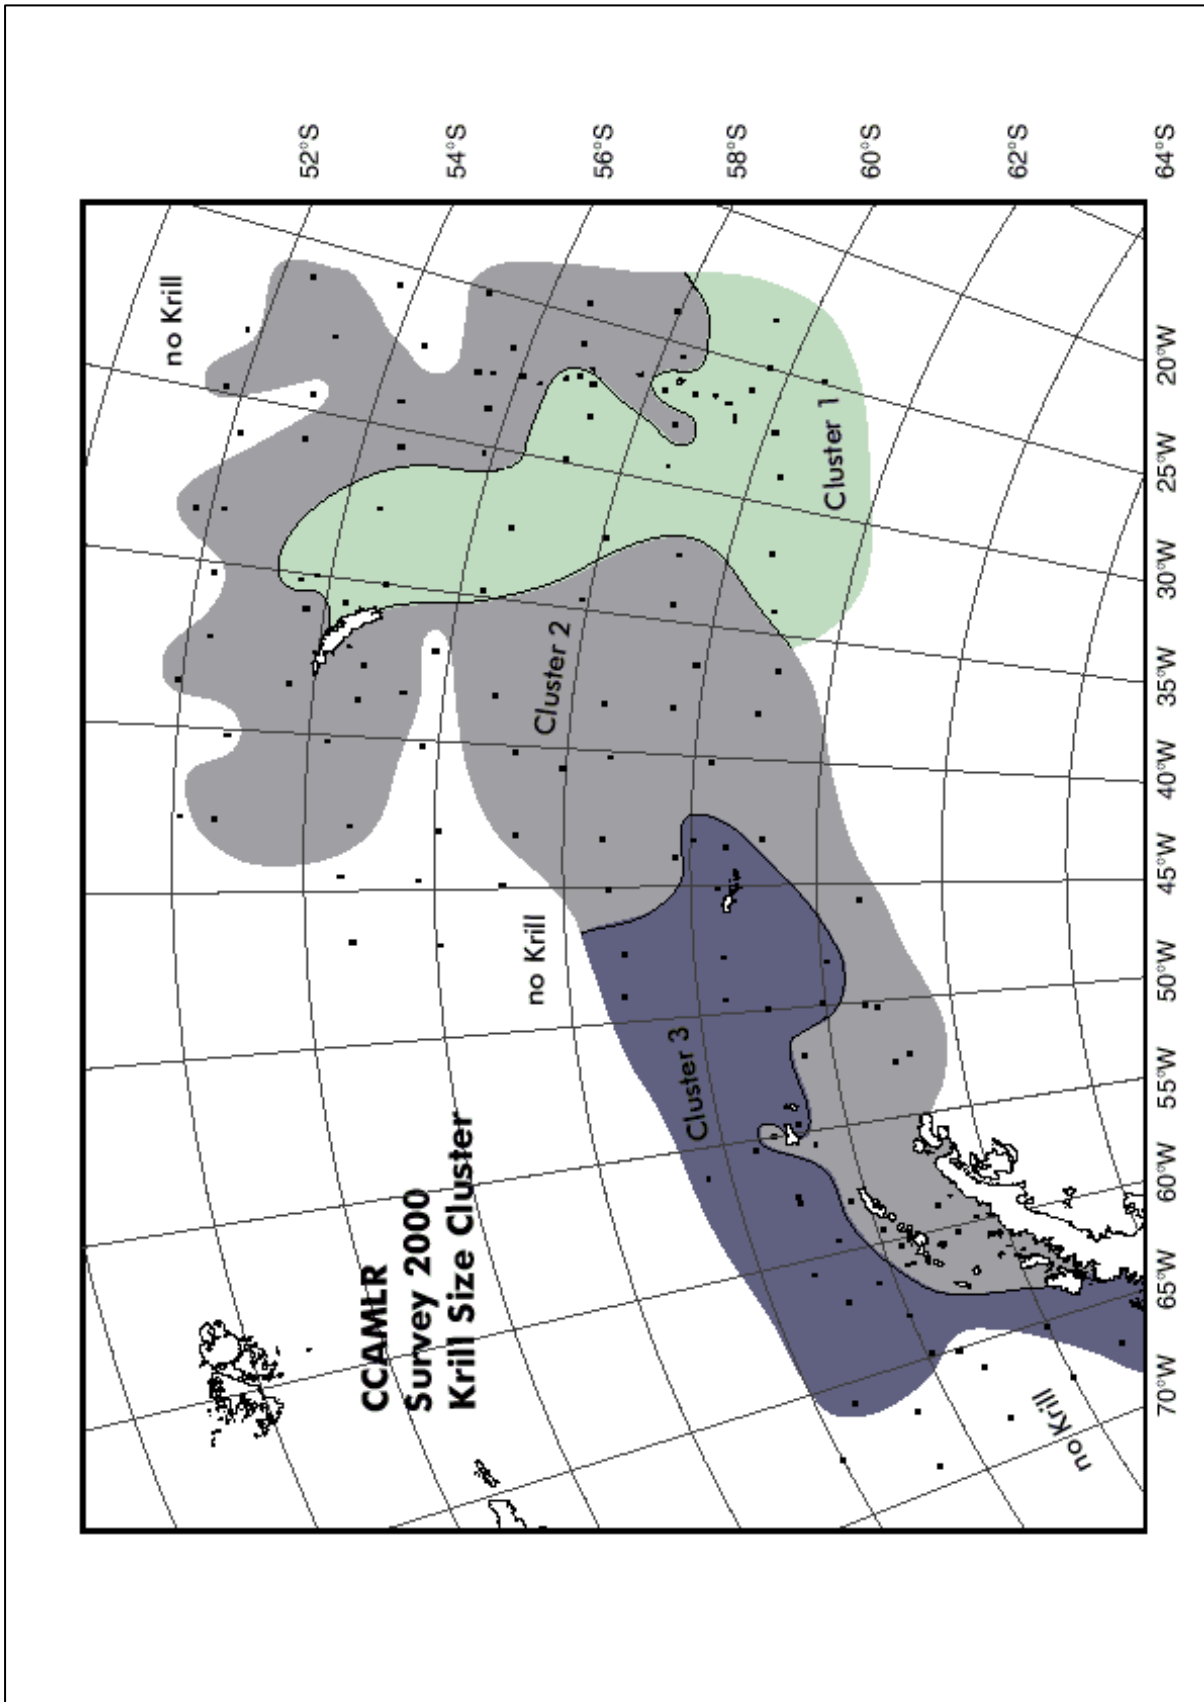 CCAMLR
Survey 2000
Krill Size Cluster
no Krill
no Krill
no Krill
Cluster 1
Cluster 2
Cluster 3
52°S
54°S
56°S
58°S
60°S
62°S
64°S
70°W
65°W
60°W
55°W
50°W
45°W
40°W
35°W
30°W
25°W
20°W